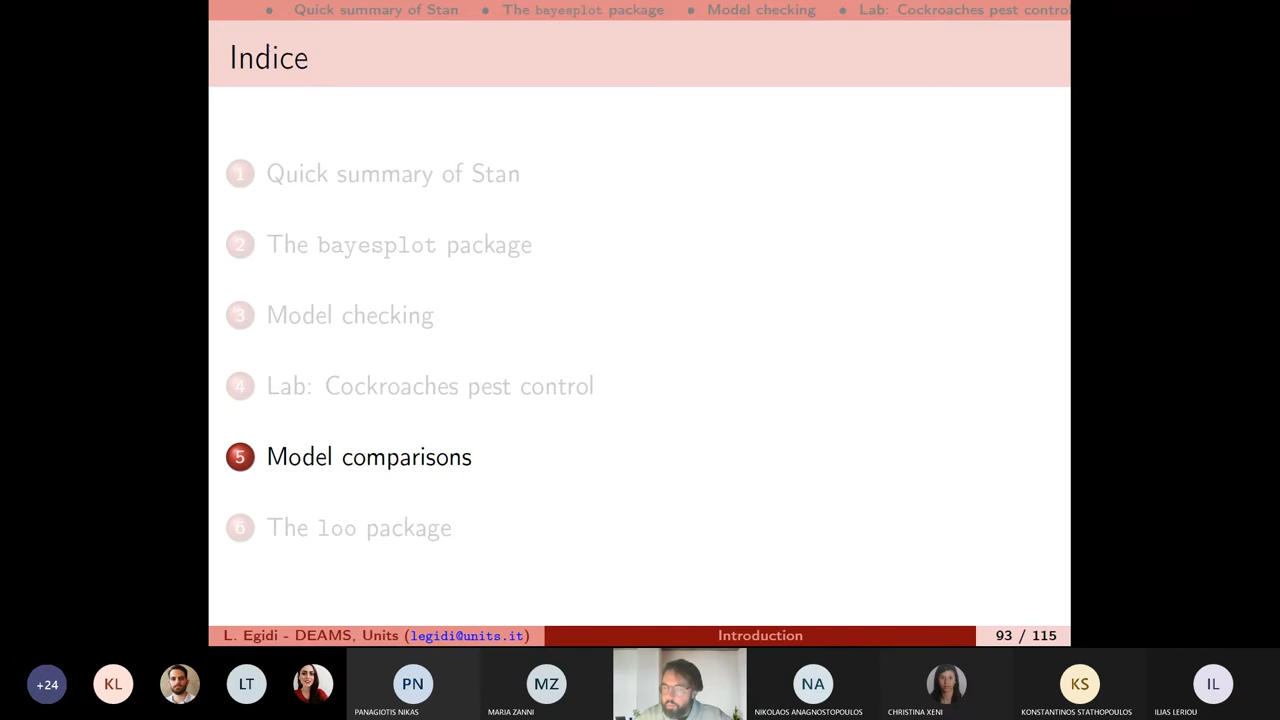 ● Quick summary of Stan ● The bayesplot package ● Model checking ● Lab: Cockroaches pest control
Indice
1 Quick summary of Stan
2 The bayesplot package
3 Model checking
4 Lab: Cockroaches pest control
5 Model comparisons
6 The loo package
L. Egidi - DEAMS, Units (legidi@units.it) Introduction 93 / 115
+24 KL LT PN MZ NA KS IL
PANAGIOTIS NIKAS MARIA ZANNI NIKOLAOS ANAGNOSTOPOULOS CHRISTINA XENI KONSTANTINOS STATHOPOULOS ILIAS LERIOU